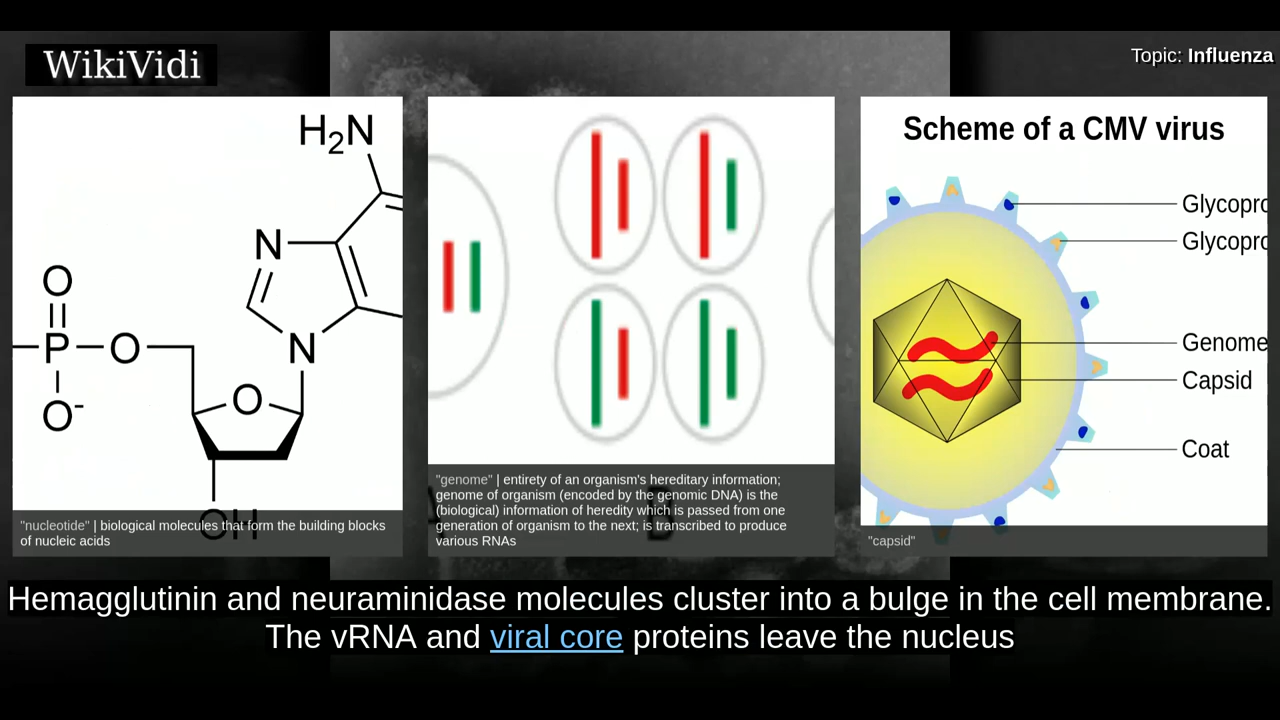 WikiVidi
Topic: Influenza
H2N
N
O
P
O
O
N
O-
OH
"nucleotide" | biological molecules that form the building blocks
of nucleic acids
"genome" | entirety of an organism's hereditary information;
genome of organism (encoded by the genomic DNA) is the
(biological) information of heredity which is passed from one
generation of organism to the next; is transcribed to produce
various RNAs
Scheme of a CMV virus
Glycopro
Glycopro
Genome
Capsid
Coat
"capsid"
Hemagglutinin and neuraminidase molecules cluster into a bulge in the cell membrane.
The vRNA and viral core proteins leave the nucleus